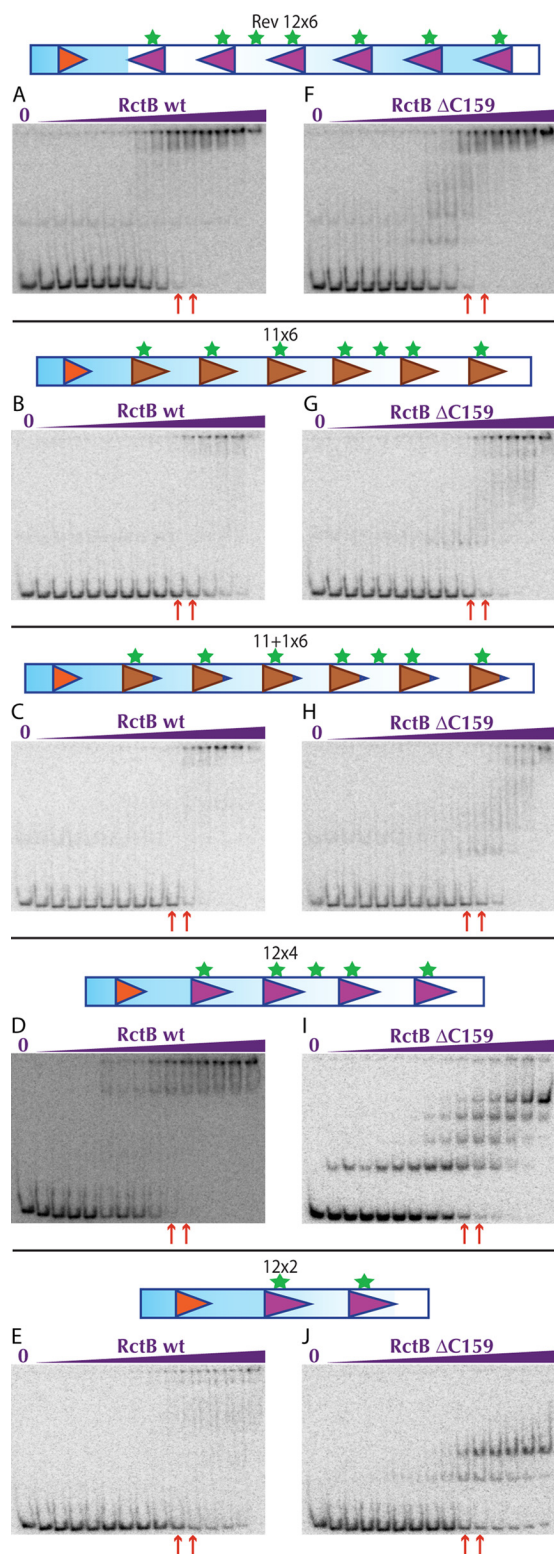 Rev 12x6
A
RctB wt
0
F
RctB ΔC159
0
11x6
B
RctB wt
0
G
RctB ΔC159
0
11+1x6
C
RctB wt
0
H
RctB ΔC159
0
12x4
D
RctB wt
0
I
RctB ΔC159
0
12x2
E
RctB wt
0
J
RctB ΔC159
0